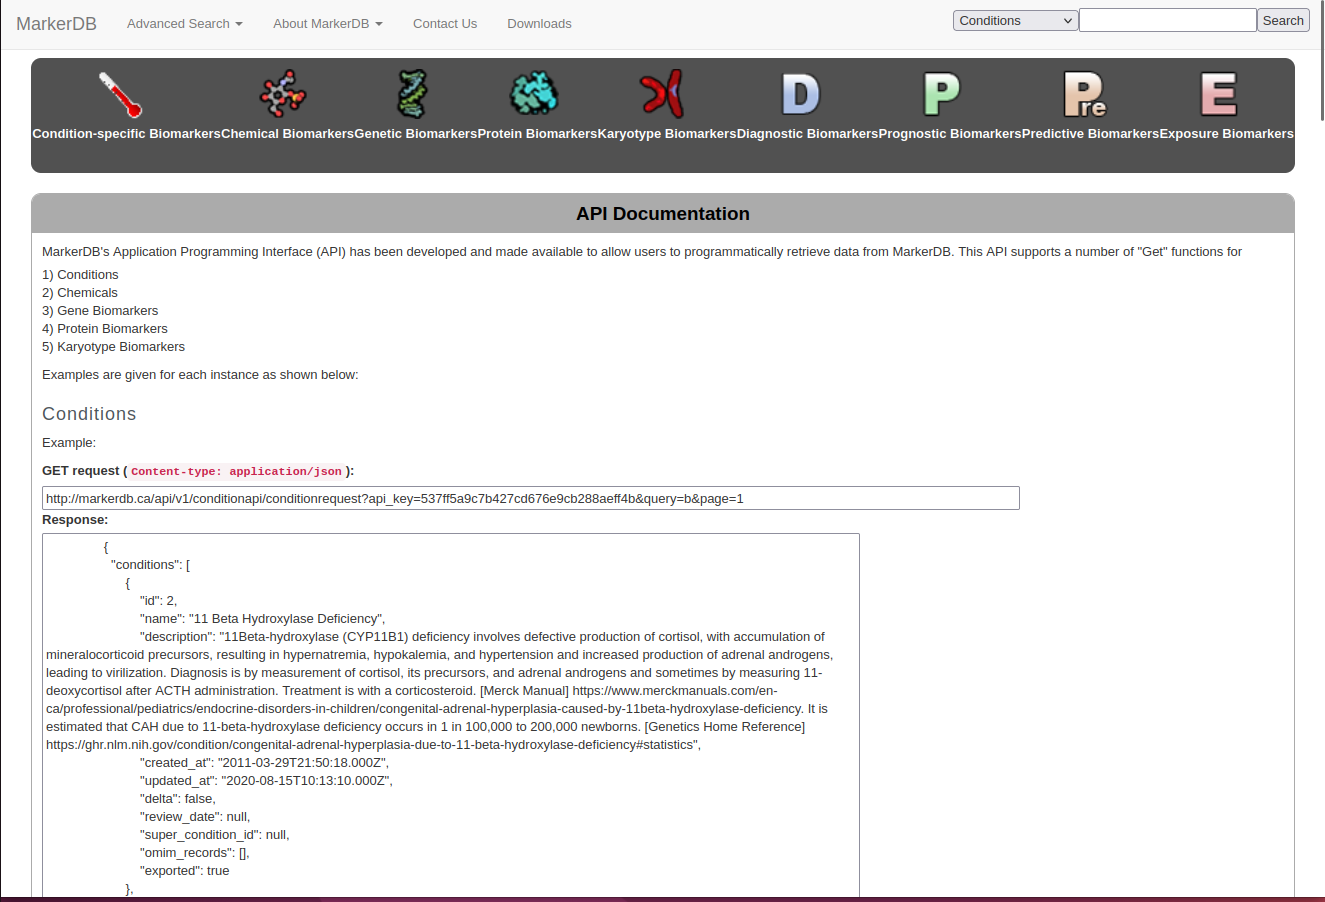 MarkerDB Advanced Search About MarkerDB Contact Us Downloads Conditions Search
D P Pre E
Condition-specific Biomarkers Chemical Biomarkers Genetic Biomarkers Protein Biomarkers Karyotype Biomarkers Diagnostic Biomarkers Prognostic Biomarkers Predictive Biomarkers Exposure Biomarkers
API Documentation
MarkerDB's Application Programming Interface (API) has been developed and made available to allow users to programmatically retrieve data from MarkerDB. This API supports a number of "Get" functions for
1) Conditions
2) Chemicals
3) Gene Biomarkers
4) Protein Biomarkers
5) Karyotype Biomarkers
Examples are given for each instance as shown below:
Conditions
Example:
GET request ( Content-type: application/json ):
http://markerdb.ca/api/v1/conditionapi/conditionrequest?api_key=537ff5a9c7b427cd676e9cb288aeff4b&query=b&page=1
Response:
{
"conditions": [
{
"id": 2,
"name": "11 Beta Hydroxylase Deficiency",
"description": "11Beta-hydroxylase (CYP11B1) deficiency involves defective production of cortisol, with accumulation of
mineralocorticoid precursors, resulting in hypernatremia, hypokalemia, and hypertension and increased production of adrenal androgens,
leading to virilization. Diagnosis is by measurement of cortisol, its precursors, and adrenal androgens and sometimes by measuring 11-
deoxycortisol after ACTH administration. Treatment is with a corticosteroid. [Merck Manual] https://www.merckmanuals.com/en-
ca/professional/pediatrics/endocrine-disorders-in-children/congenital-adrenal-hyperplasia-caused-by-11beta-hydroxylase-deficiency. It is
estimated that CAH due to 11-beta-hydroxylase deficiency occurs in 1 in 100,000 to 200,000 newborns. [Genetics Home Reference]
https://ghr.nlm.nih.gov/condition/congenital-adrenal-hyperplasia-due-to-11-beta-hydroxylase-deficiency#statistics",
"created_at": "2011-03-29T21:50:18.000Z",
"updated_at": "2020-08-15T10:13:10.000Z",
"delta": false,
"review_date": null,
"super_condition_id": null,
"omim_records": [],
"exported": true
},